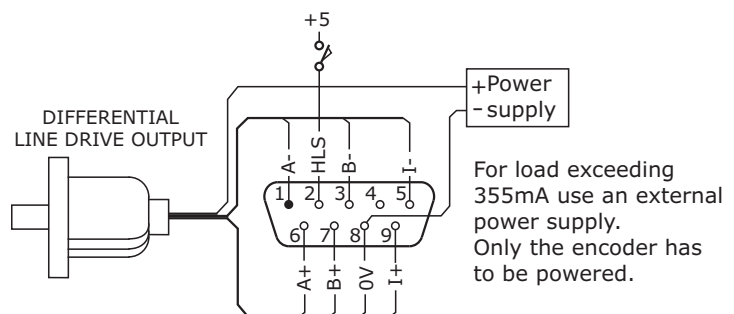 +5
+Power
-supply
DIFFERENTIAL
LINE DRIVE OUTPUT
A-
HLS
B-
I-
1 2 3 4 5
6 7 8 9
A+
B+
0V
I+
For load exceeding
355mA use an external
power supply.
Only the encoder has
to be powered.